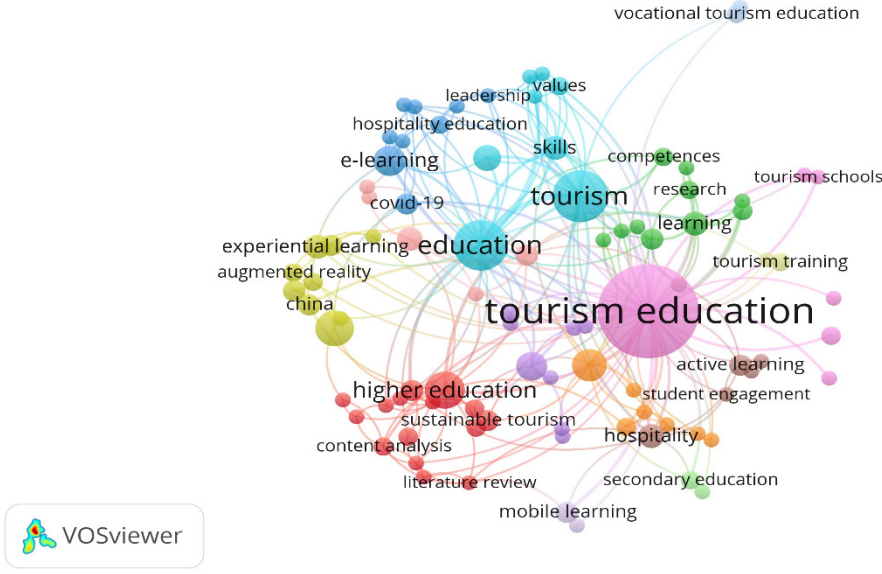 vocational tourism education
values
leadership
hospitality education
skills
e-learning
competences
tourism schools
tourism
research
covid-19
learning
experiential learning
education
tourism training
augmented reality
china
tourism education
active learning
higher education
student engagement
sustainable tourism
hospitality
content analysis
literature review
secondary education
mobile learning
VOSviewer